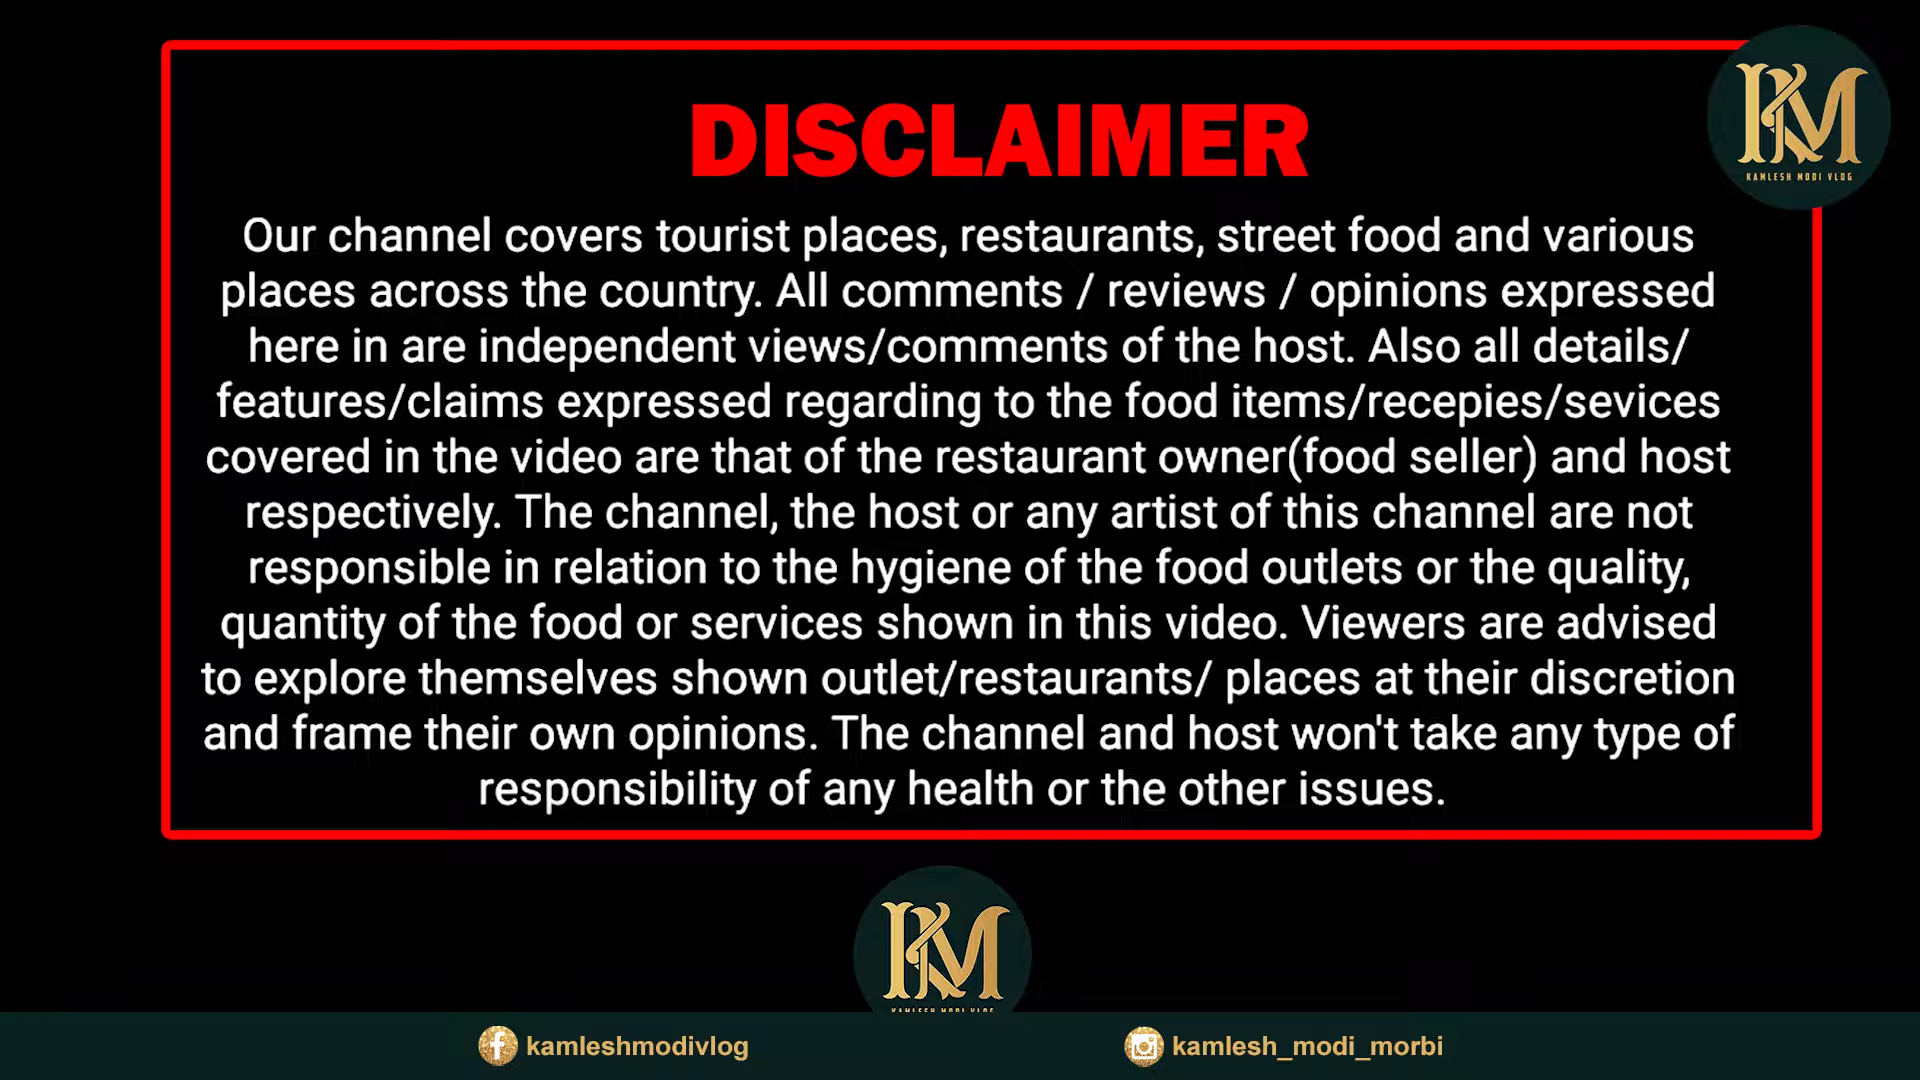 DISCLAIMER
KM
KAMLESH MODI VLOG
Our channel covers tourist places, restaurants, street food and various
places across the country. All comments / reviews / opinions expressed
here in are independent views/comments of the host. Also all details/
features/claims expressed regarding to the food items/recepies/sevices
covered in the video are that of the restaurant owner(food seller) and host
respectively. The channel, the host or any artist of this channel are not
responsible in relation to the hygiene of the food outlets or the quality,
quantity of the food or services shown in this video. Viewers are advised
to explore themselves shown outlet/restaurants/ places at their discretion
and frame their own opinions. The channel and host won't take any type of
responsibility of any health or the other issues.
KM
KAMLESH MODI VLOG
kamleshmodivlog
kamlesh_modi_morbi